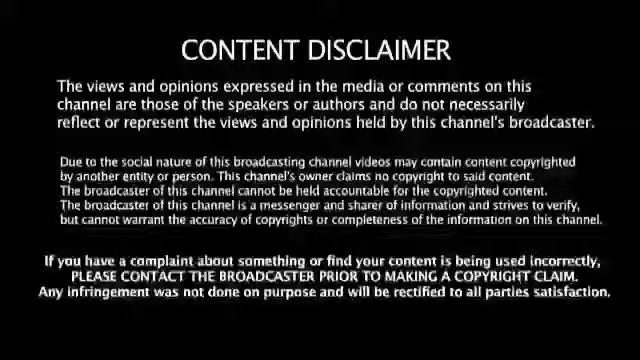 CONTENT DISCLAIMER
The views and opinions expressed in the media or comments on this
channel are those of the speakers or authors and do not necessarily
reflect or represent the views and opinions held by this channel's broadcaster.
Due to the social nature of this broadcasting channel videos may contain content copyrighted
by another entity or person. This channel's owner claims no copyright to said content.
The broadcaster of this channel cannot be held accountable for the copyrighted content.
The broadcaster of this channel is a messenger and sharer of information and strives to verify,
but cannot warrant the accuracy of copyrights or completeness of the information on this channel.
If you have a complaint about something or find your content is being used incorrectly,
PLEASE CONTACT THE BROADCASTER PRIOR TO MAKING A COPYRIGHT CLAIM.
Any infringement was not done on purpose and will be rectified to all parties satisfaction.